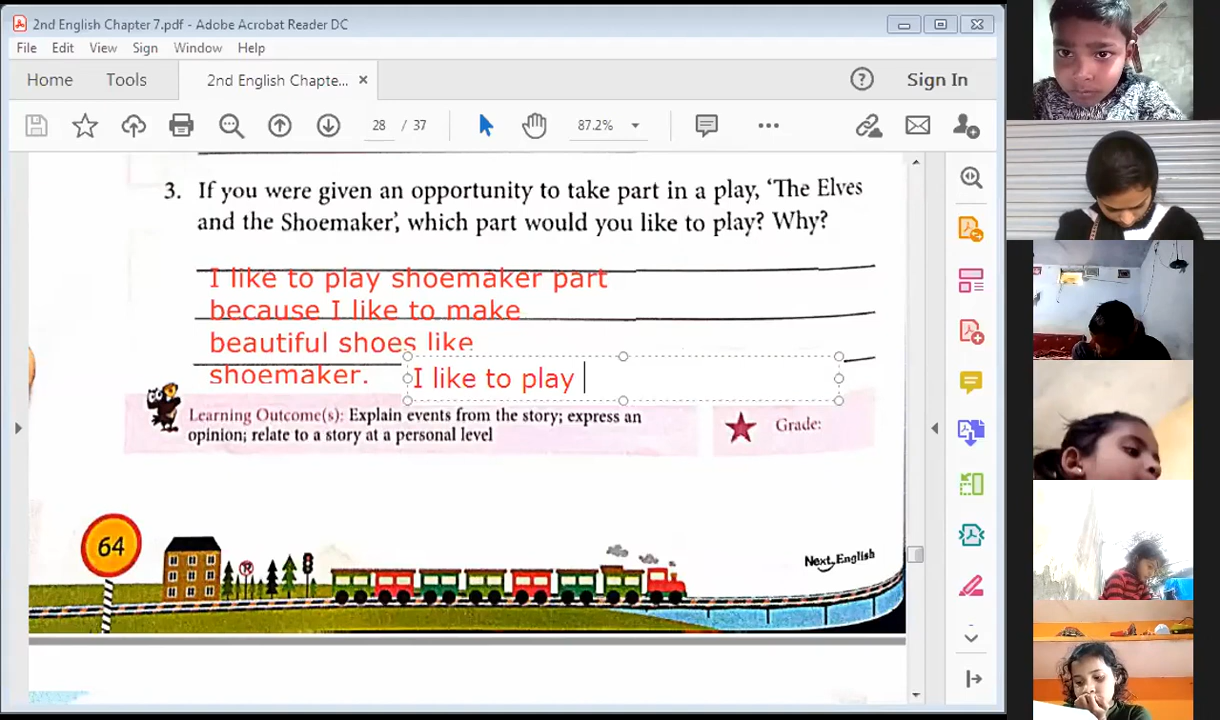 2nd English Chapter 7.pdf - Adobe Acrobat Reader DC
File Edit View Sign Window Help
Home Tools 2nd English Chapte... × Sign In
28 / 37 87.2%
3. If you were given an opportunity to take part in a play, ‘The Elves
and the Shoemaker’, which part would you like to play? Why?
I like to play shoemaker part
because I like to make
beautiful shoes like
shoemaker. I like to play
Learning Outcome(s): Explain events from the story; express an
opinion; relate to a story at a personal level
Grade:
64
Next English